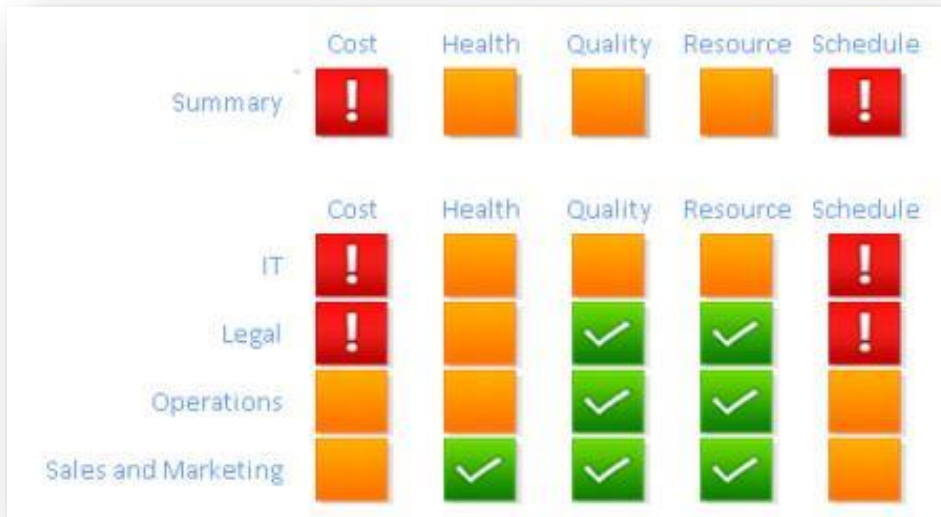 Cost Health Quality Resource Schedule
Summary ! !
Cost Health Quality Resource Schedule
IT ! !
Legal ! !
Operations
Sales and Marketing